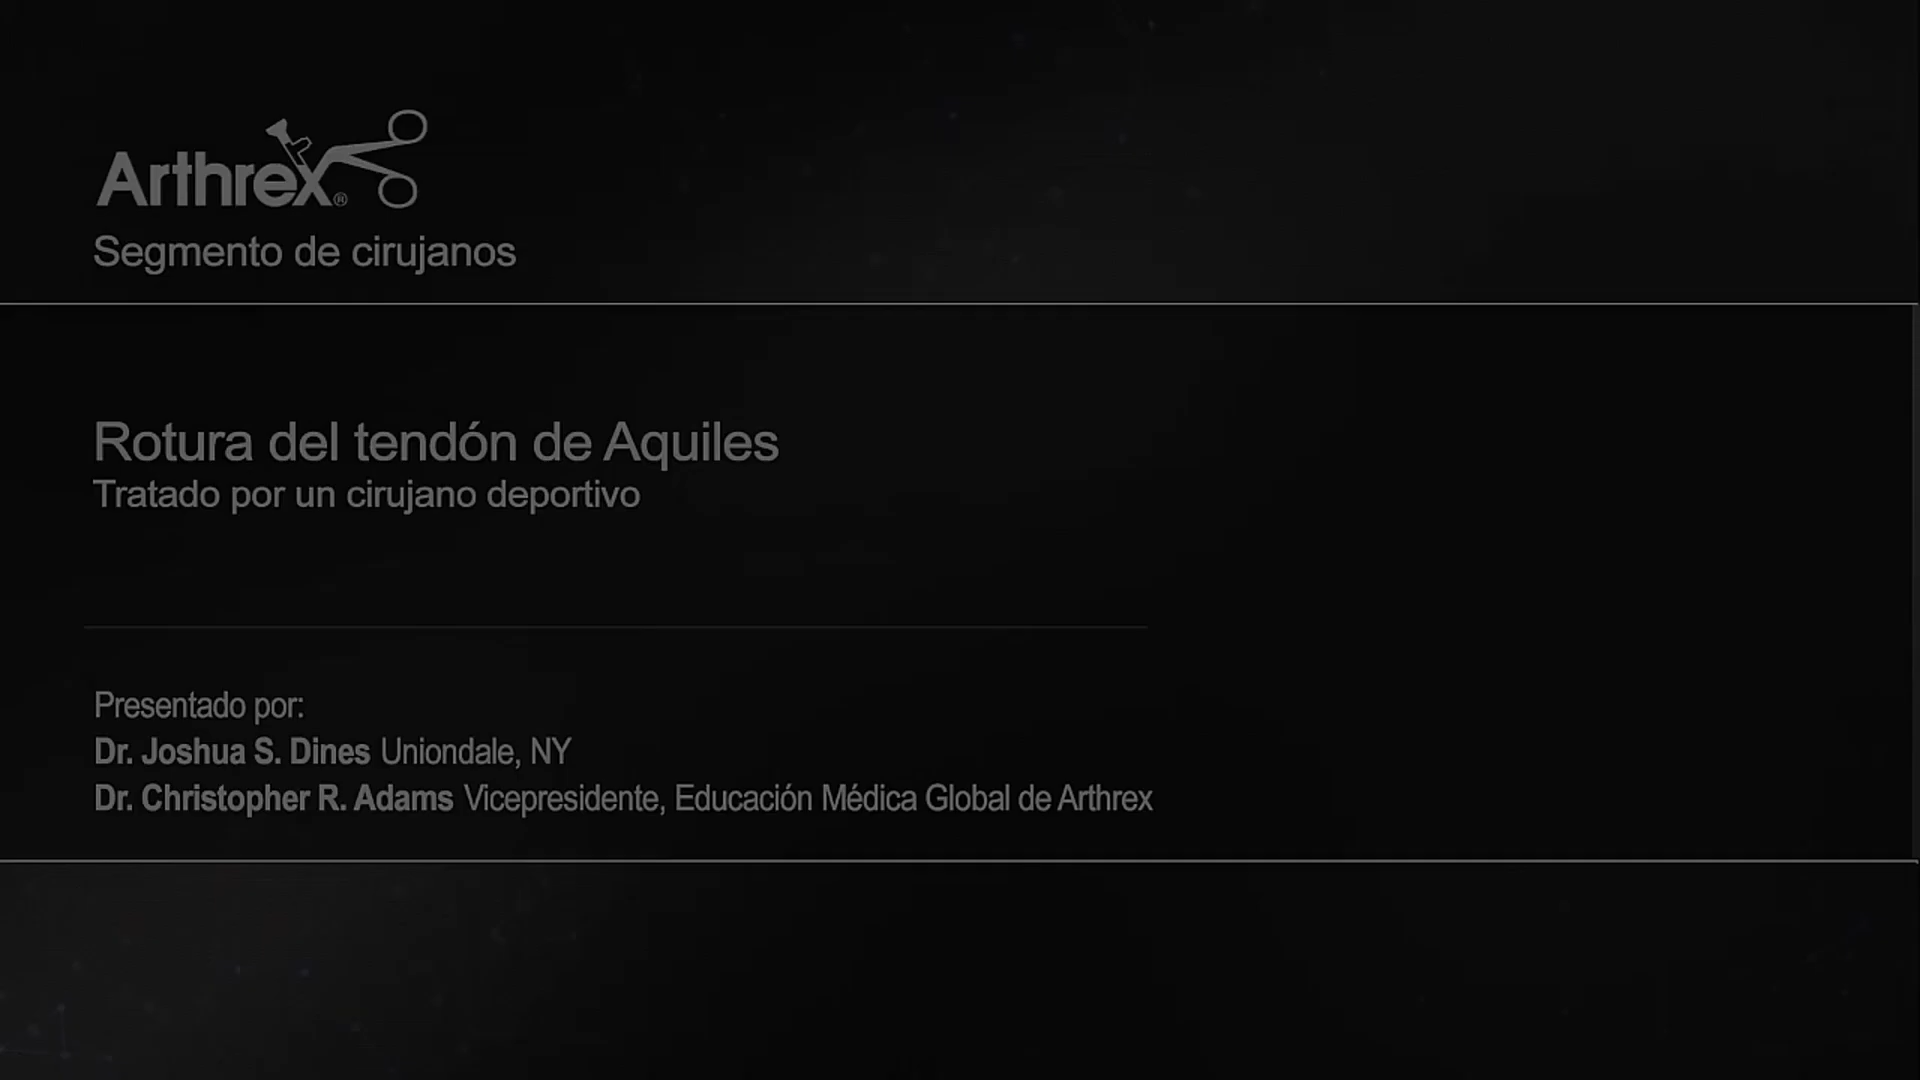 Arthrex®
Segmento de cirujanos
Rotura del tendón de Aquiles
Tratado por un cirujano deportivo
Presentado por:
Dr. Joshua S. Dines Uniondale, NY
Dr. Christopher R. Adams Vicepresidente, Educación Médica Global de Arthrex